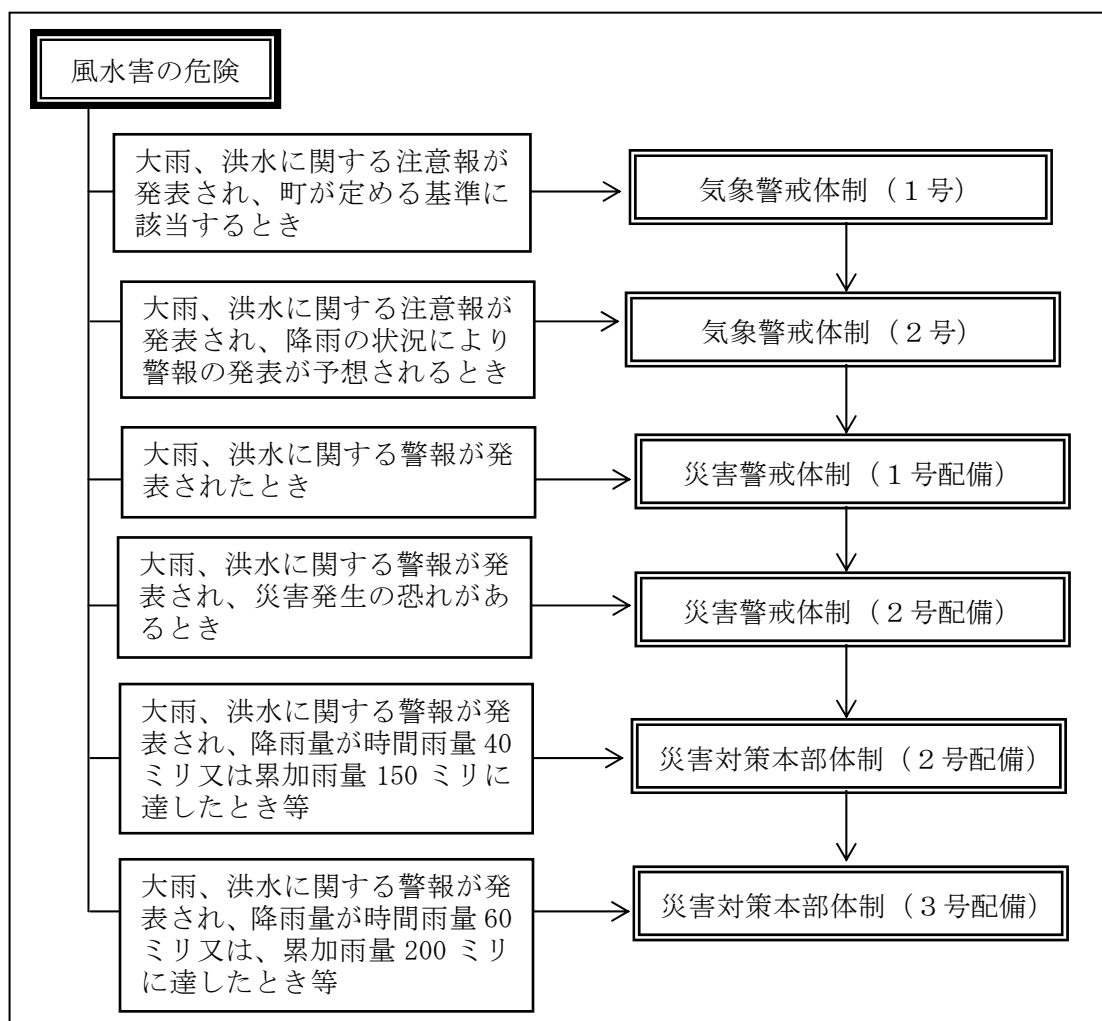 風水害の危険
大雨、洪水に関する注意報が
発表され、町が定める基準に
該当するとき
気象警戒体制（１号）
大雨、洪水に関する注意報が
発表され、降雨の状況により
警報の発表が予想されるとき
気象警戒体制（２号）
大雨、洪水に関する警報が発
表されたとき
災害警戒体制（１号配備）
大雨、洪水に関する警報が発
表され、災害発生の恐れがあ
るとき
災害警戒体制（２号配備）
大雨、洪水に関する警報が発
表され、降雨量が時間雨量 40
ミリ又は累加雨量 150 ミリに
達したとき等
災害対策本部体制（２号配備）
大雨、洪水に関する警報が発
表され、降雨量が時間雨量 60
ミリ又は、累加雨量 200 ミリ
に達したとき等
災害対策本部体制（３号配備）